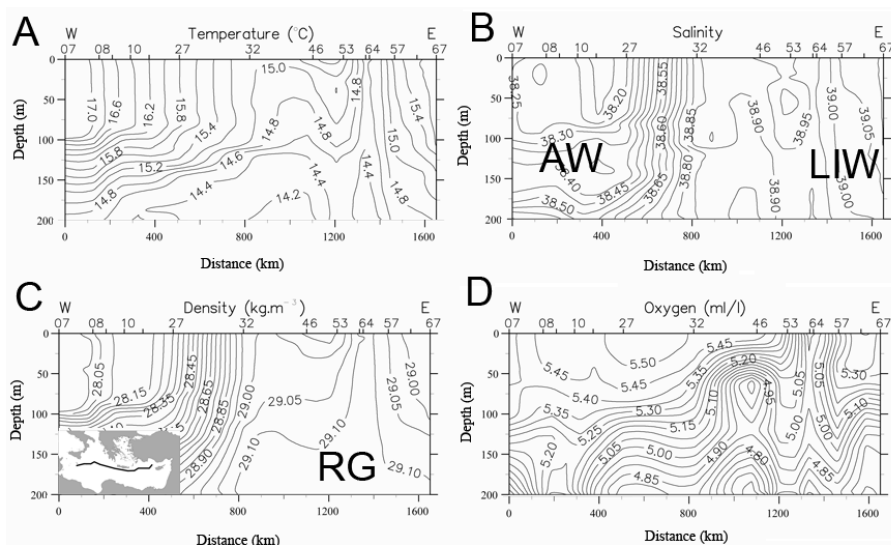 A
W Temperature (°C) E
07 08 10 27 32 46 53 64 57 67
0
50
100
150
200
Depth (m)
17.0 16.6 16.2 15.8 15.4 15.0 14.8 15.4
15.0
15.8
15.2 14.6 14.8
14.8 14.4 14.2 14.4 14.8
0 400 800 1200 1600
Distance (km)
B
W Salinity E
07 08 10 27 32 46 53 64 57 67
0
50
100
150
200
Depth (m)
38.25 38.20 38.55 38.85 38.90 38.95 39.00 39.05
38.30 38.60
AW LIW
38.40 38.45 38.65 38.80 38.90 39.00
38.50
0 400 800 1200 1600
Distance (km)
C
W Density (kg.m⁻³) E
07 08 10 27 32 46 53 64 57 67
0
50
100
150
200
Depth (m)
28.05 28.15 28.45 28.65 29.00 29.05
28.35 28.85 29.05
28.90 29.10 29.10 29.10
RG
0 400 800 1200 1600
Distance (km)
D
W Oxygen (ml/l) E
07 08 10 27 32 46 53 64 57 67
0
50
100
150
200
Depth (m)
5.45 5.50 5.45 5.20 5.05
5.40 5.45 5.35 4.95 5.05 5.30
5.35 5.30 5.10 5.10
5.25 5.15 5.00
5.20 5.05 5.00 4.90 4.80
4.85 4.85
0 400 800 1200 1600
Distance (km)